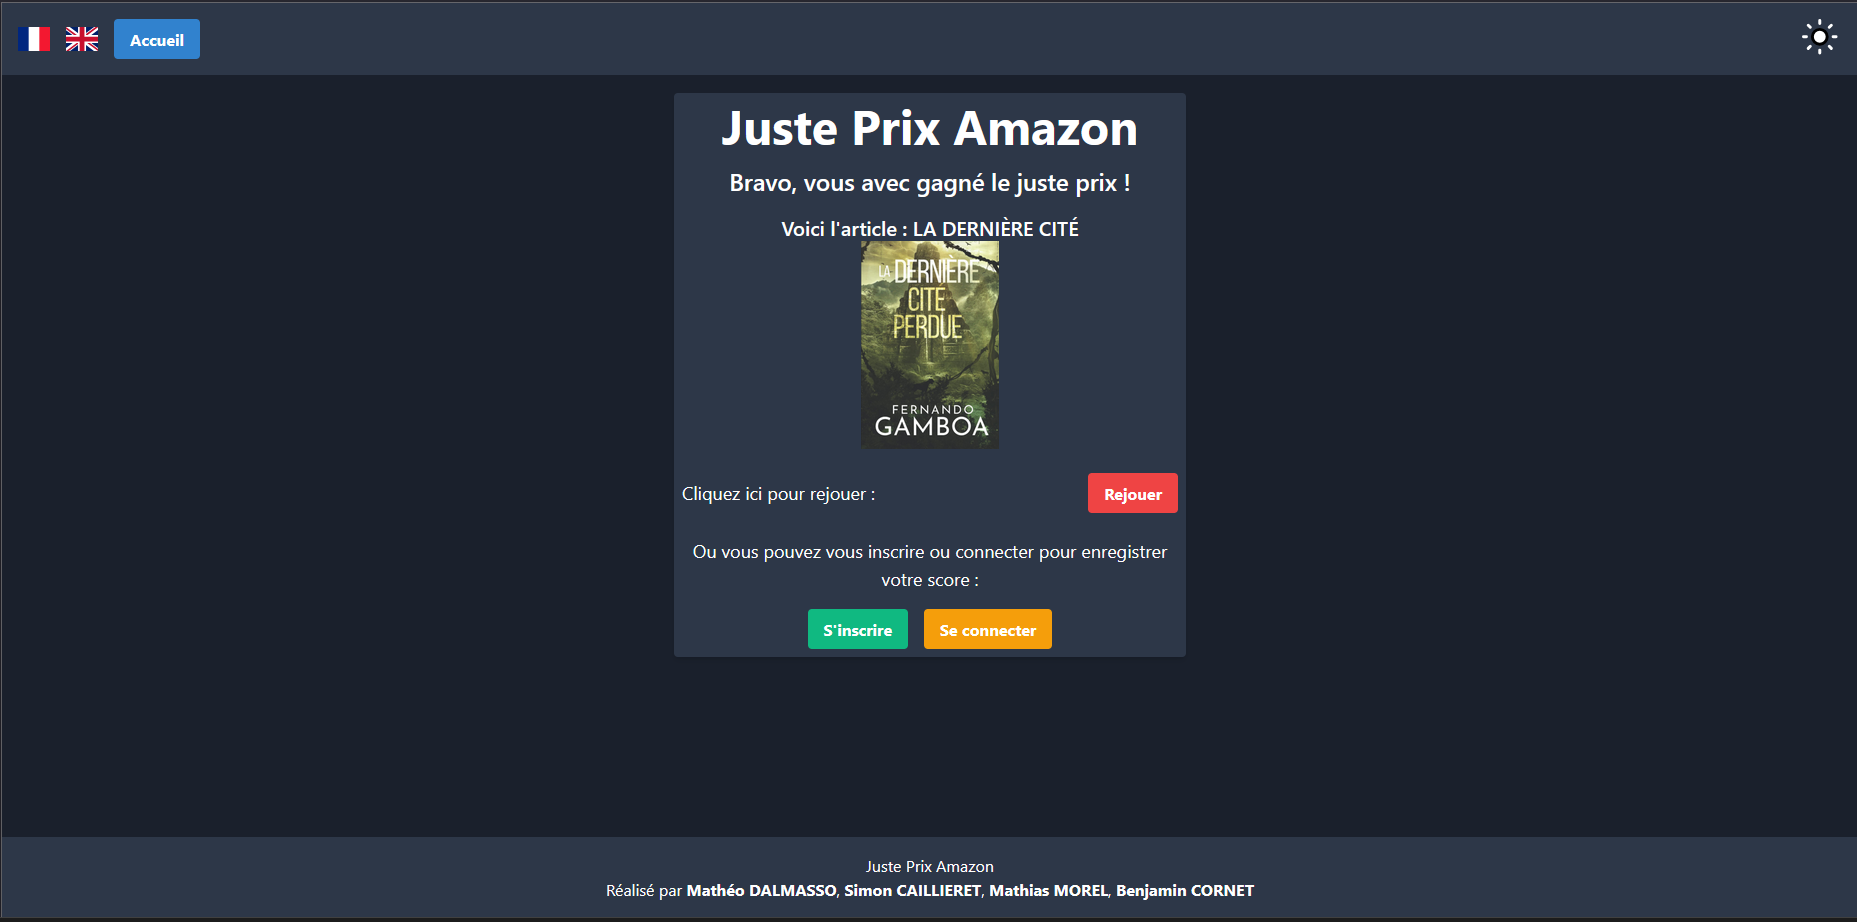 Accueil
Juste Prix Amazon
Bravo, vous avec gagné le juste prix !
Voici l'article : LA DERNIÈRE CITÉ
LA DERNIÈRE
CITÉ
PERDUE
FERNANDO
GAMBOA
Cliquez ici pour rejouer :
Rejouer
Ou vous pouvez vous inscrire ou connecter pour enregistrer
votre score :
S'inscrire
Se connecter
Juste Prix Amazon
Réalisé par Mathéo DALMASSO, Simon CAILLIERET, Mathias MOREL, Benjamin CORNET